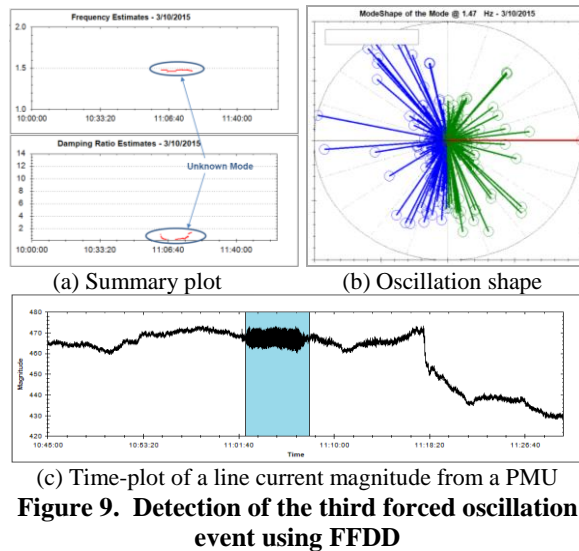 Frequency Estimates - 3/10/2015
2.0
1.5
1.0
10:00:00 10:33:20 11:06:40 11:40:00
Damping Ratio Estimates - 3/10/2015
14
12
10
8
6
4
2
Unknown Mode
10:00:00 10:33:20 11:06:40 11:40:00
ModeShape of the Mode @ 1.47 Hz - 3/10/2015
(a) Summary plot
(b) Oscillation shape
480
470
460
450
440
430
420
Magnitude
10:45:00 10:53:20 11:01:40 11:10:00 11:18:20 11:26:40
Time
(c) Time-plot of a line current magnitude from a PMU
Figure 9. Detection of the third forced oscillation
event using FFDD